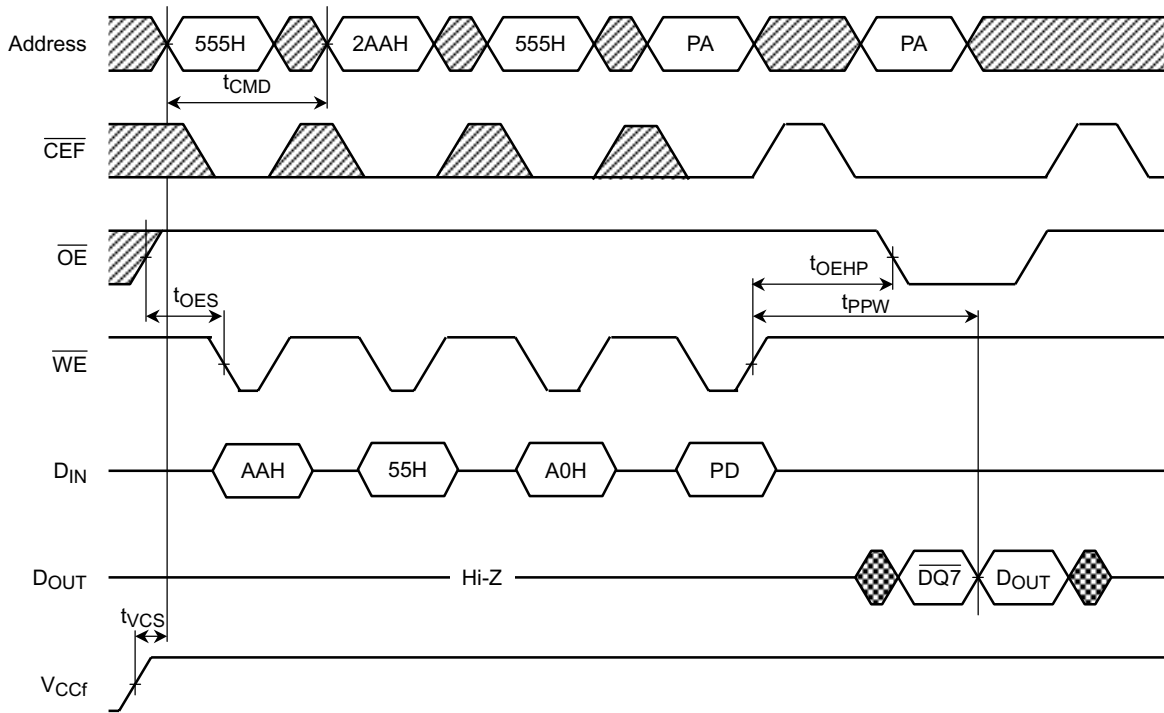 Address 555H 2AAH 555H PA PA
tCMD
CEF
OE
tOEHP
tOES
tPPW
WE
DIN AAH 55H A0H PD
DOUT Hi-Z DQ7 DOUT
tVCS
VCCf